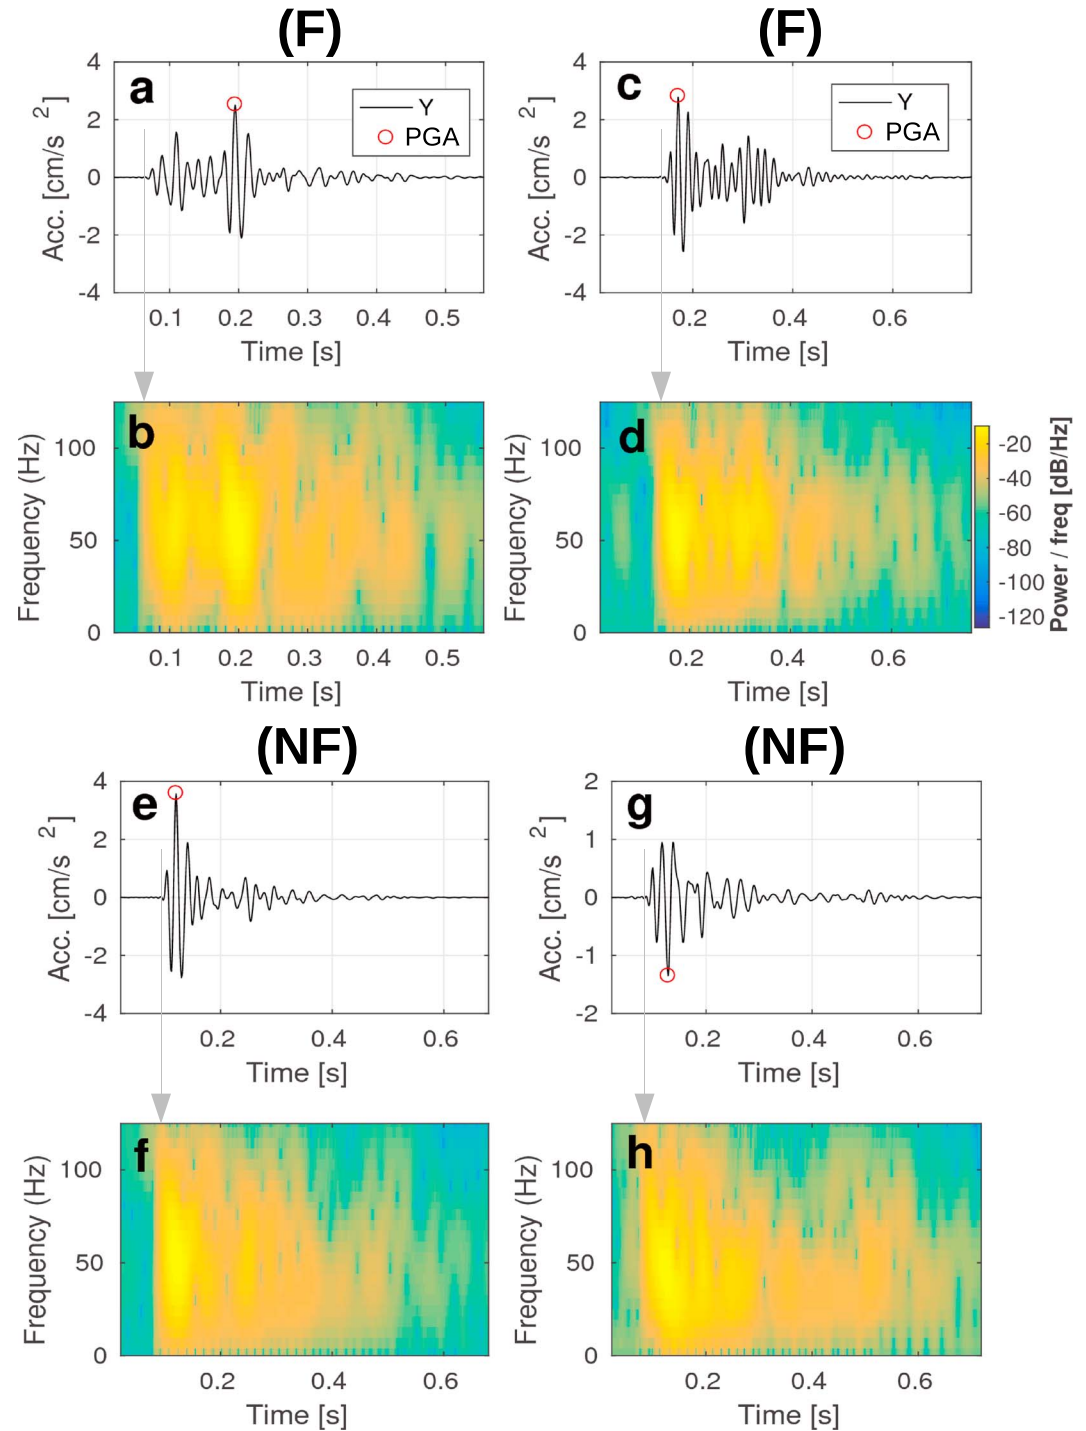 (F) (F)
4 a Y PGA 4 c Y PGA
2 2
0 0
-2 -2
-4 -4
Acc. [cm/s 2] Acc. [cm/s 2]
0.1 0.2 0.3 0.4 0.5 0.2 0.4 0.6
Time [s] Time [s]
b d
100 100
50 50
0 0
Frequency (Hz) Frequency (Hz)
-20
-40
-60
-80
-100
-120
Power / freq [dB/Hz]
0.1 0.2 0.3 0.4 0.5 0.2 0.4 0.6
Time [s] Time [s]
(NF) (NF)
4 e 2 g
2 1
0 0
-2 -1
-4 -2
Acc. [cm/s 2] Acc. [cm/s 2]
0.2 0.4 0.6 0.2 0.4 0.6
Time [s] Time [s]
f h
100 100
50 50
0 0
Frequency (Hz) Frequency (Hz)
0.2 0.4 0.6 0.2 0.4 0.6
Time [s] Time [s]